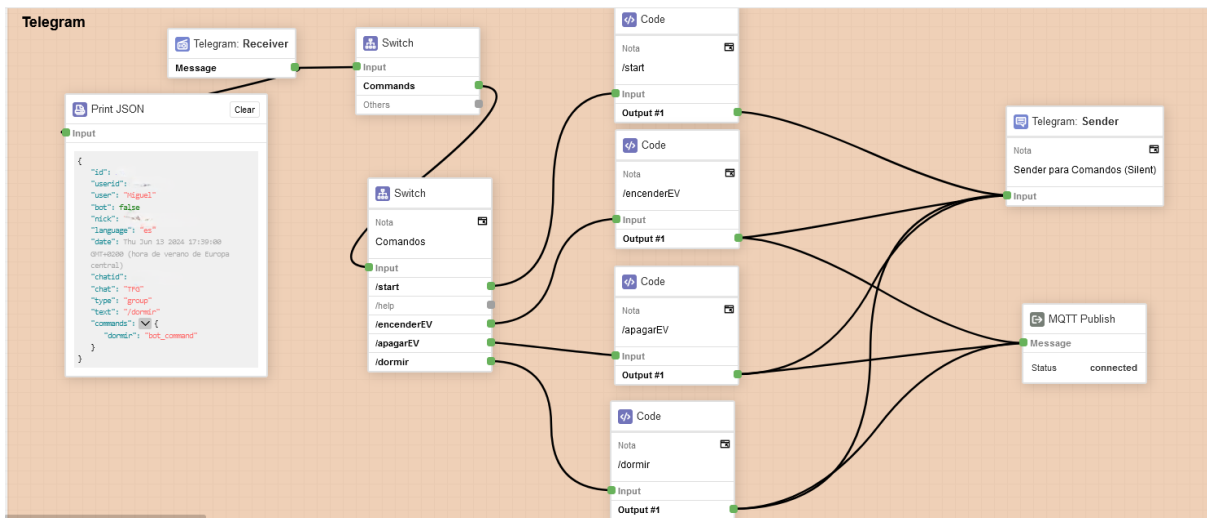 Telegram
Telegram: Receiver
Message
Print JSON
Clear
Input
{
"id":
"userid":
"user": "Miguel"
"bot": false
"nick":
"language": "es"
"date": Thu Jun 13 2024 17:39:00
GMT+0200 (hora de verano de Europa
central)
"chatid":
"chat": "TFG"
"type": "group"
"text": "/dormir"
"commands": {
"dormir": "bot_command"
}
}
Switch
Input
Commands
Others
Switch
Nota
Comandos
Input
/start
/help
/encenderEV
/apagarEV
/dormir
Code
Nota
/start
Input
Output #1
Code
Nota
/encenderEV
Input
Output #1
Code
Nota
/apagarEV
Input
Output #1
Code
Nota
/dormir
Input
Output #1
Telegram: Sender
Nota
Sender para Comandos (Silent)
Input
MQTT Publish
Message
Status connected